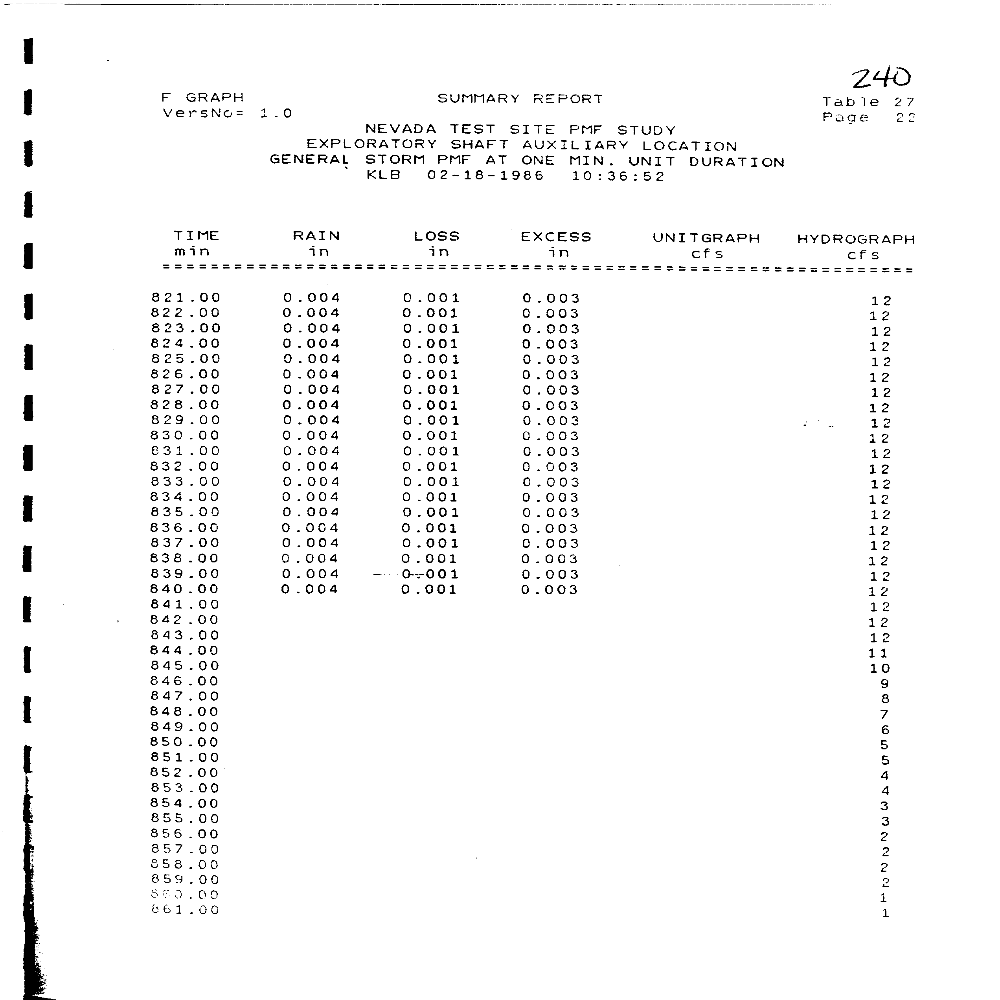 240
F GRAPH SUMMARY REPORT Table 27
VersNo= 1.0 Page
NEVADA TEST SITE PMF STUDY
EXPLORATORY SHAFT AUXILIARY LOCATION
GENERAL STORM PMF AT ONE MIN. UNIT DURATION
KLB 02-18-1986 10:36:52
TIME RAIN LOSS EXCESS UNITGRAPH HYDROGRAPH
min in in in cfs cfs
821.00 0.004 0.001 0.003 12
822.00 0.004 0.001 0.003 12
823.00 0.004 0.001 0.003 12
824.00 0.004 0.001 0.003 12
825.00 0.004 0.001 0.003 12
826.00 0.004 0.001 0.003 12
827.00 0.004 0.001 0.003 12
828.00 0.004 0.001 0.003 12
829.00 0.004 0.001 0.003 12
830.00 0.004 0.001 0.003 12
831.00 0.004 0.001 0.003 12
832.00 0.004 0.001 0.003 12
833.00 0.004 0.001 0.003 12
834.00 0.004 0.001 0.003 12
835.00 0.004 0.001 0.003 12
836.00 0.004 0.001 0.003 12
837.00 0.004 0.001 0.003 12
838.00 0.004 0.001 0.003 12
839.00 0.004 0.001 0.003 12
840.00 0.004 0.001 0.003 12
841.00 12
842.00 12
843.00 12
844.00 11
845.00 10
846.00 9
847.00 8
848.00 7
849.00 6
850.00 5
851.00 5
852.00 4
853.00 4
854.00 3
855.00 3
856.00 2
857.00 2
858.00 2
859.00 2
860.00 1
861.00 1